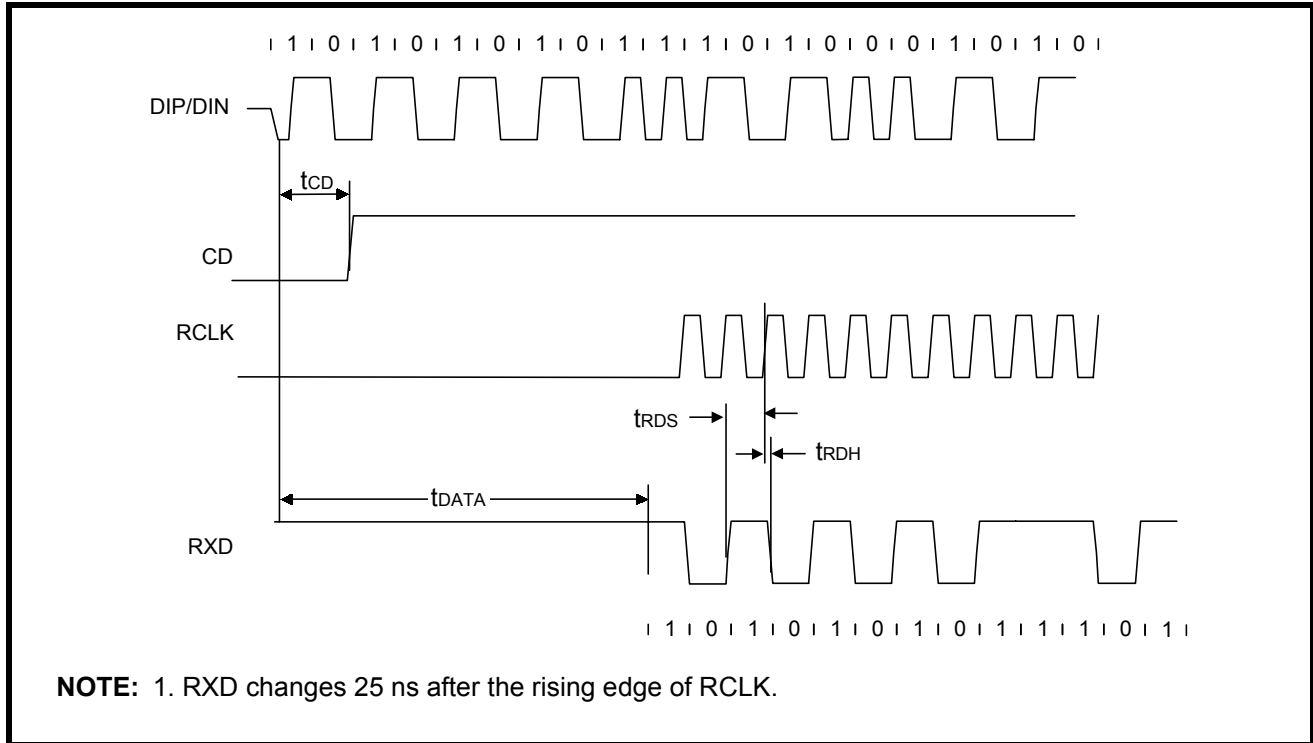 1 0 1 0 1 0 1 0 1 1 1 0 1 0 0 0 1 0 1 0
DIP/DIN
tCD
CD
RCLK
tRDS
tRDH
tDATA
RXD
1 0 1 0 1 0 1 0 1 1 1 0 1
NOTE: 1. RXD changes 25 ns after the rising edge of RCLK.